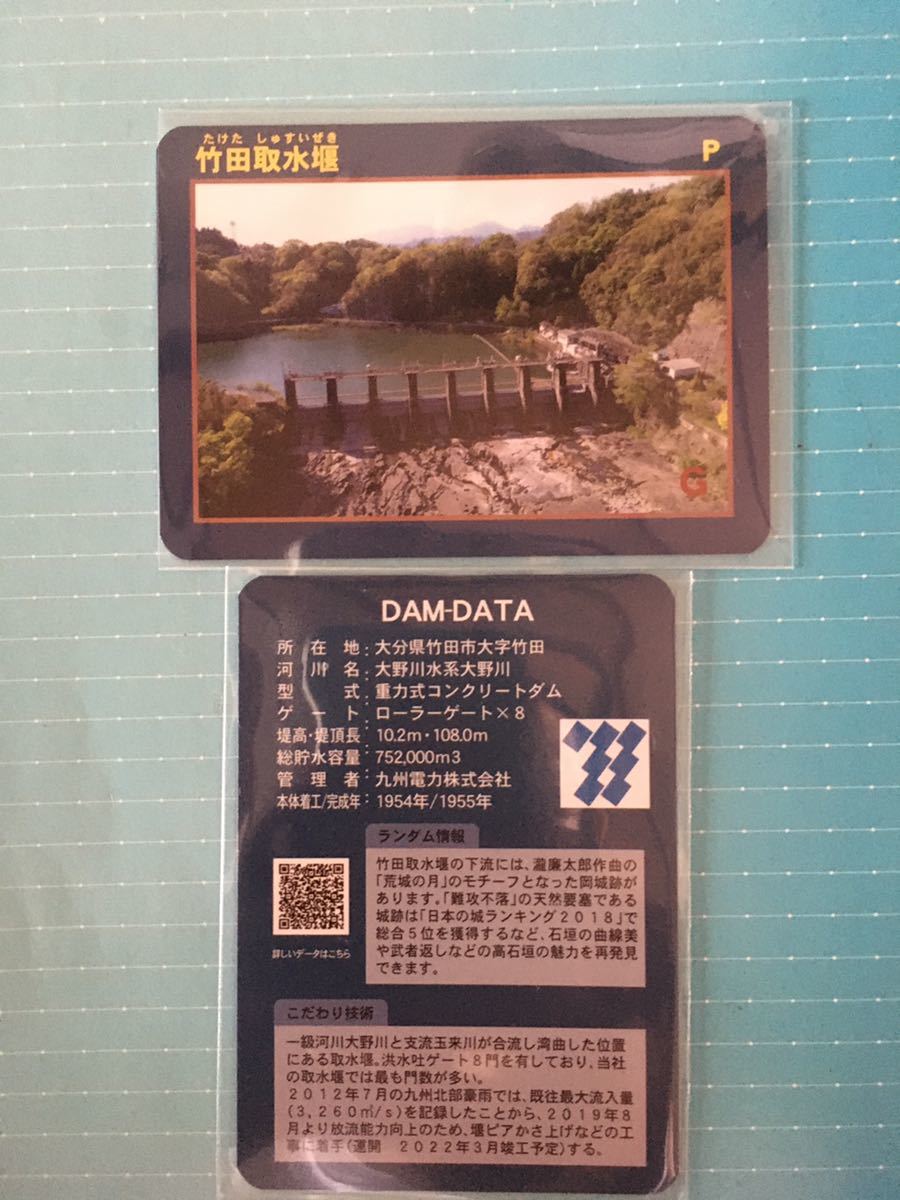 たけた しゅすいぜき
竹田取水堰
P
G
DAM-DATA
所在地:大分県竹田市大字竹田
河川名:大野川水系大野川
型式:重力式コンクリートダム
ゲート:ローラーゲート×8
堤高・堤頂長:10.2m・108.0m
総貯水容量:752,000m3
管理者:九州電力株式会社
本体着工/完成年:1954年/1955年
ランダム情報
竹田取水堰の下流には、瀧廉太郎作曲の
「荒城の月」のモチーフとなった岡城跡が
あります。「難攻不落」の天然要塞である
城跡は「日本の城ランキング2018」で
総合5位を獲得するなど、石垣の曲線美
や武者返しなどの高石垣の魅力を再発見
できます。
詳しいデータはこちら
こだわり技術
一級河川大野川と支流玉来川が合流し湾曲した位置
にある取水堰。洪水吐ゲート8門を有しており、当社
の取水堰では最も門数が多い。
2012年7月の九州北部豪雨では、既往最大流入量
(3,260㎥/s)を記録したことから、2019年8
月より放流能力向上のため、堰ピアかさ上げなどの工
事に着手(運開 2022年3月竣工予定)する。